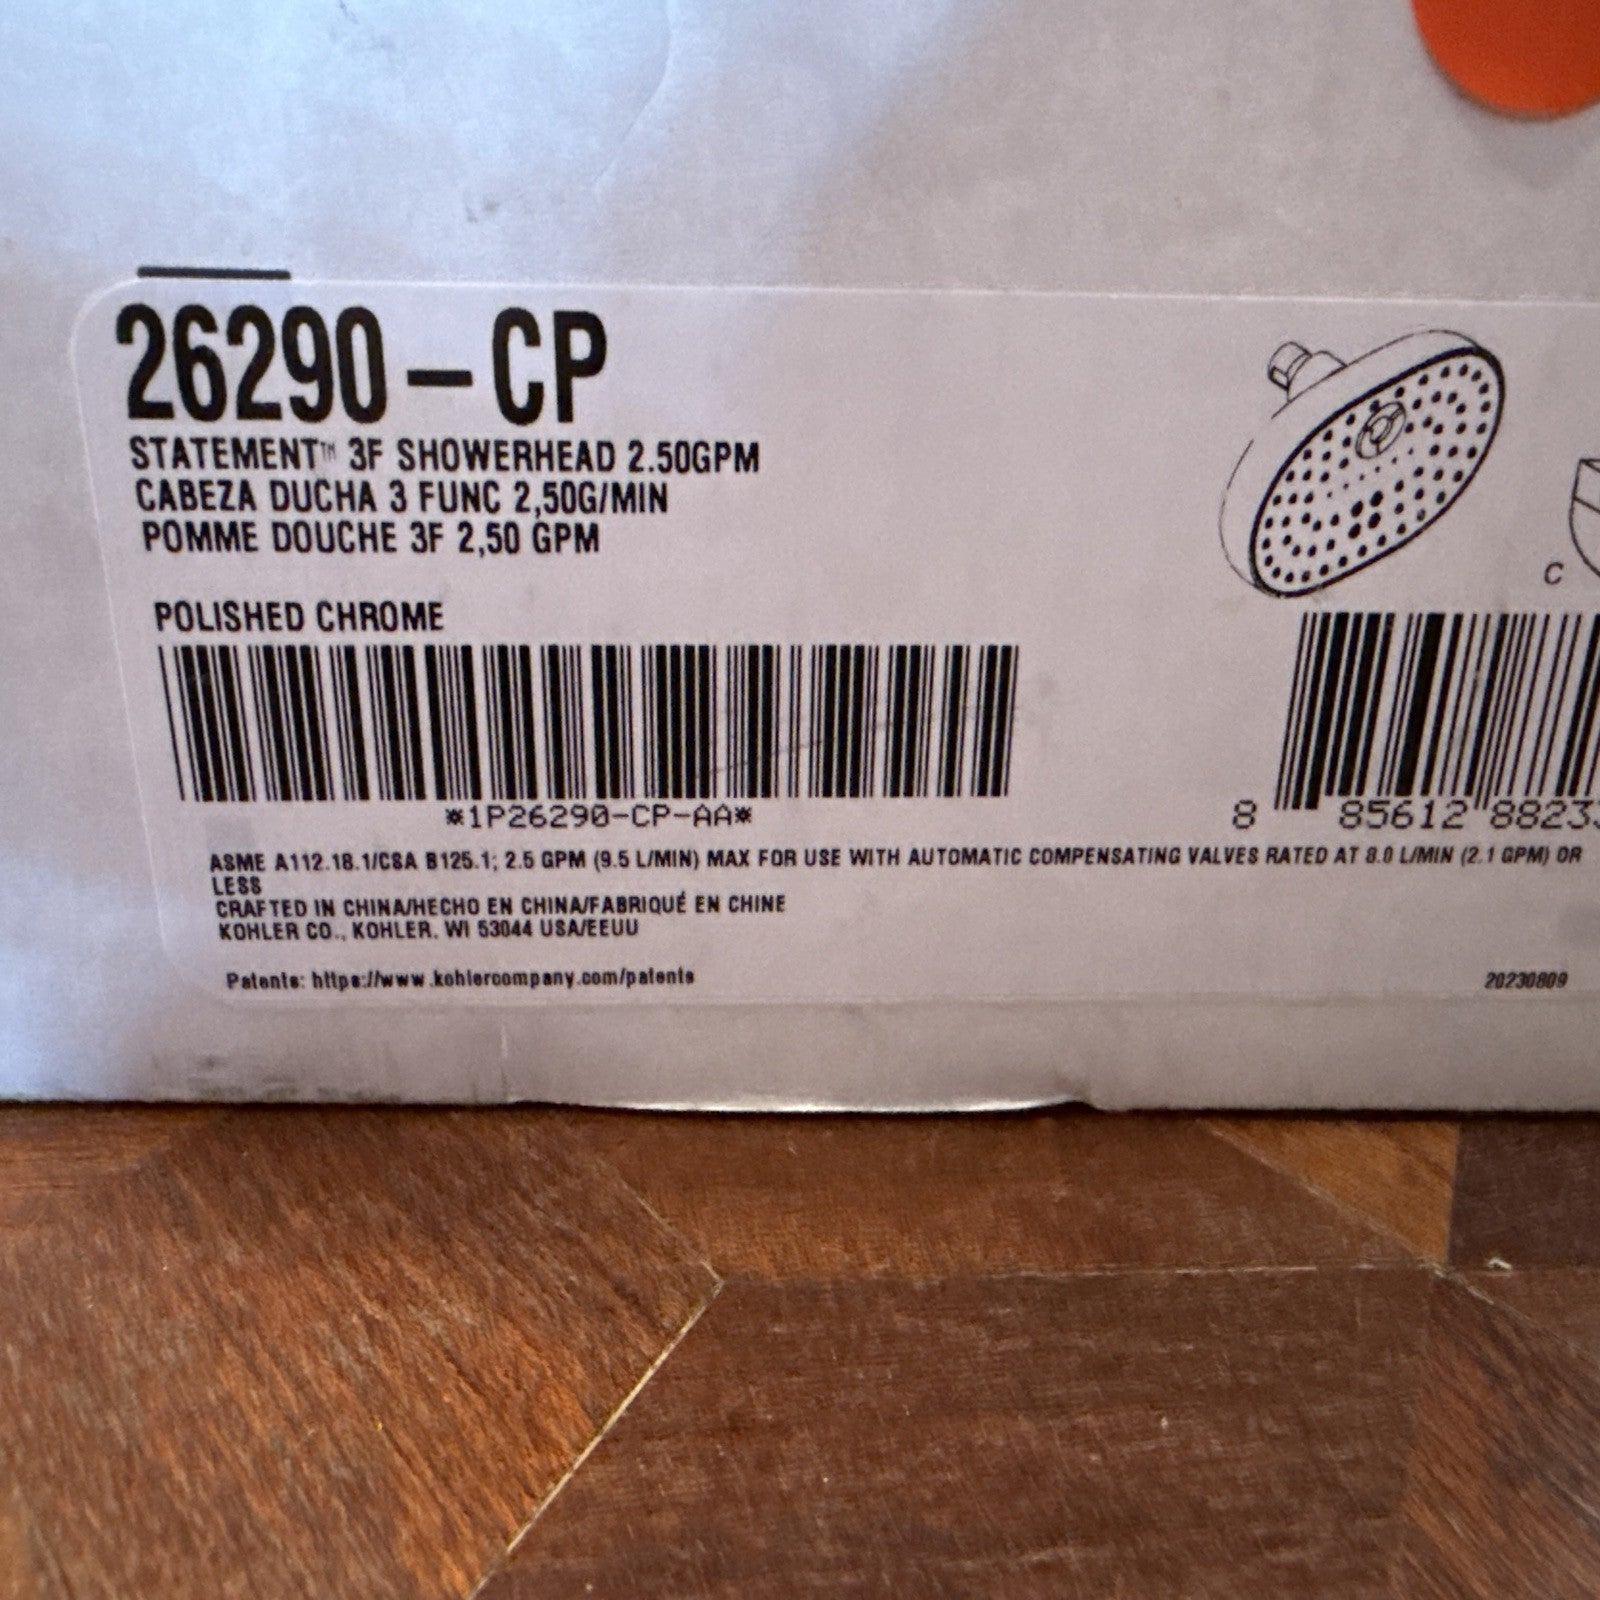 26290-CP
STATEMENT™ 3F SHOWERHEAD 2.50GPM
CABEZA DUCHA 3 FUNC 2,50G/MIN
POMME DOUCHE 3F 2,50 GPM
POLISHED CHROME
*1P26290-CP-AA*
C
8 85612 88233
ASME A112.18.1/CSA B125.1; 2.5 GPM (9.5 L/MIN) MAX FOR USE WITH AUTOMATIC COMPENSATING VALVES RATED AT 8.0 L/MIN (2.1 GPM) OR
LESS
CRAFTED IN CHINA/HECHO EN CHINA/FABRIQUÉ EN CHINE
KOHLER CO., KOHLER, WI 53044 USA/EEUU
Patents: https://www.kohlercompany.com/patents
20230809